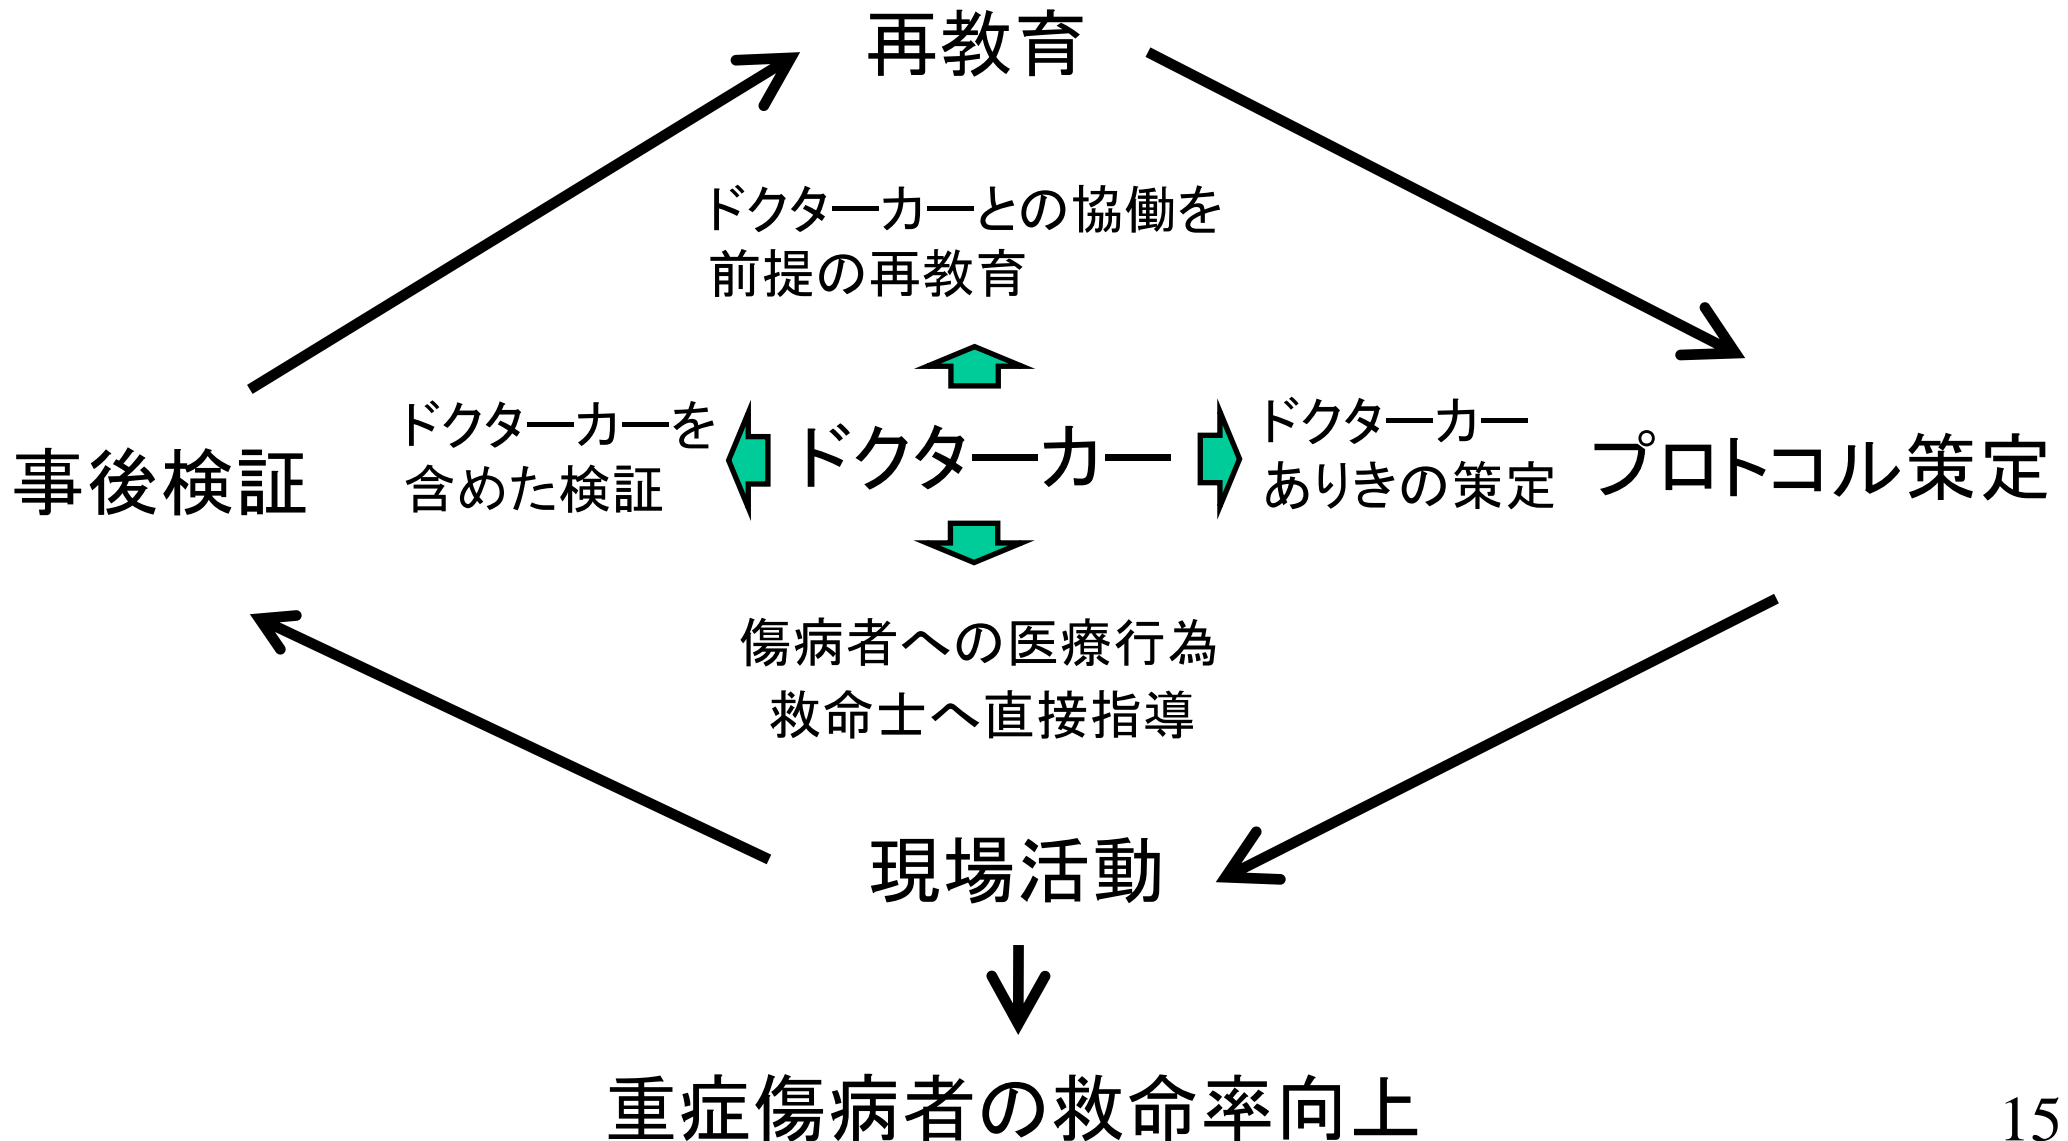 再教育
ドクターカーとの協働を
前提の再教育
事後検証
ドクターカーを
含めた検証
ドクターカー
ドクターカー
ありきの策定
プロトコル策定
傷病者への医療行為
救命士へ直接指導
現場活動
重症傷病者の救命率向上
15